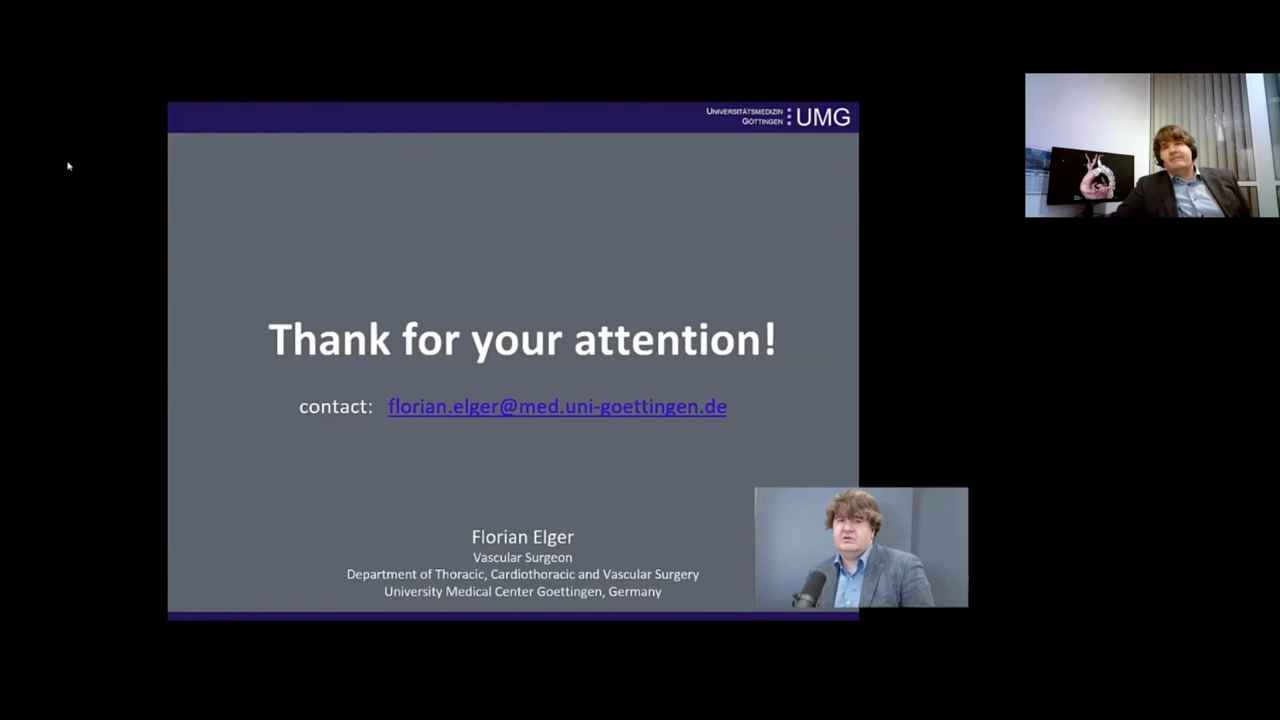 UNIVERSITÄTSMEDIZIN
GÖTTINGEN
UMG
Thank for your attention!
contact: florian.elger@med.uni-goettingen.de
Florian Elger
Vascular Surgeon
Department of Thoracic, Cardiothoracic and Vascular Surgery
University Medical Center Goettingen, Germany